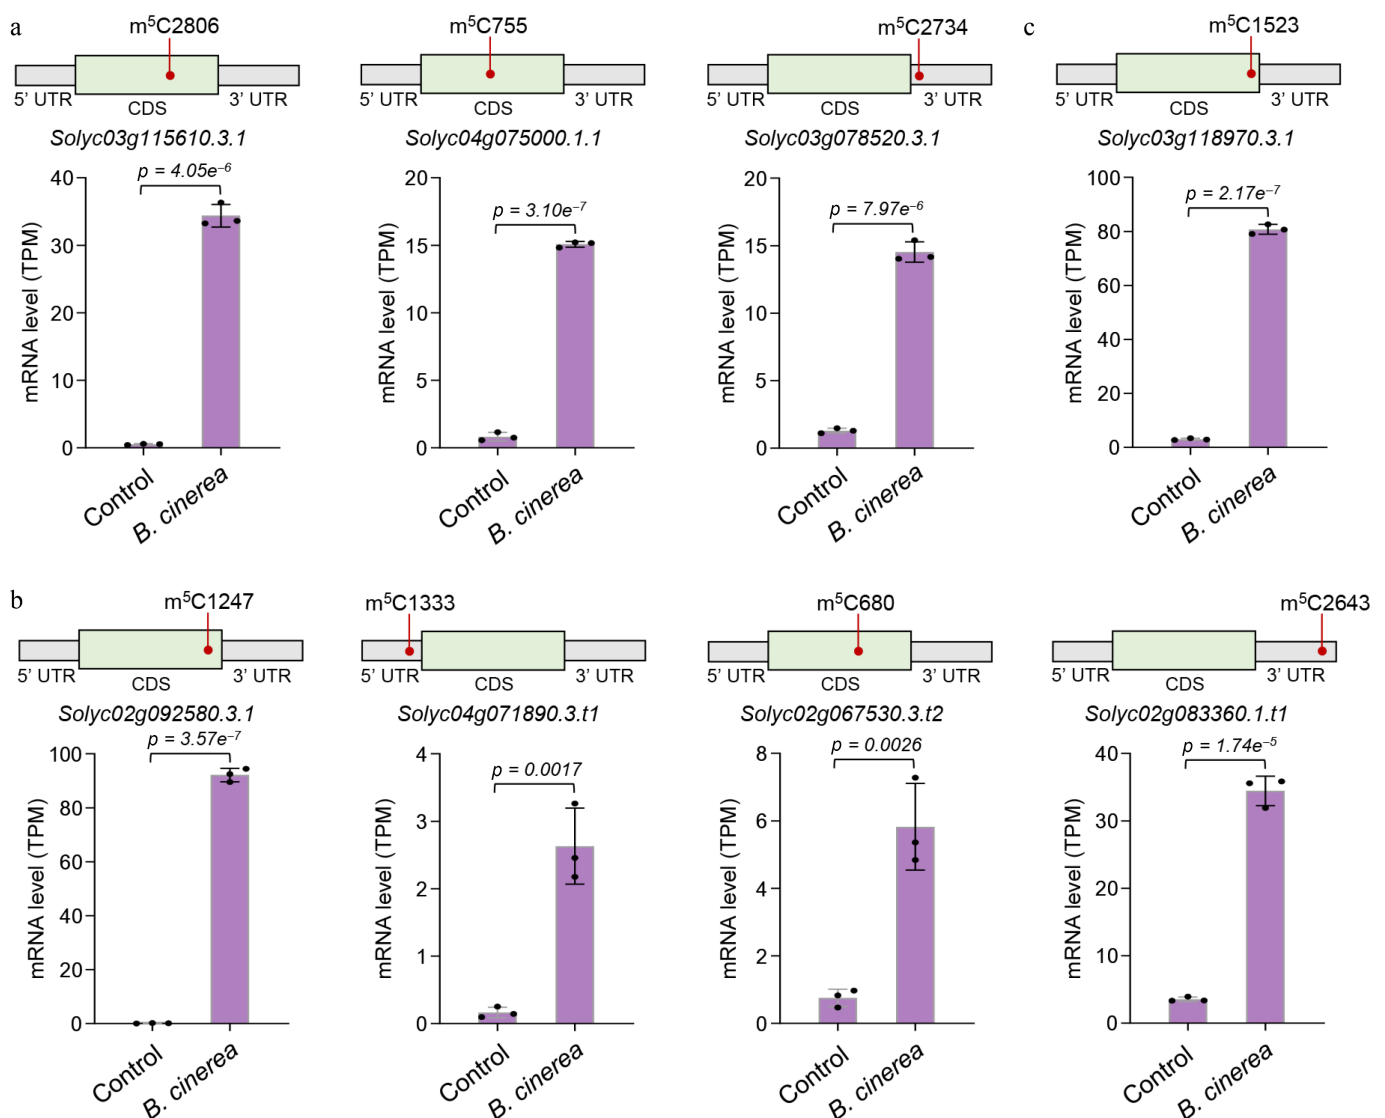 a
m⁵C2806
5’ UTR
CDS
3’ UTR
Solyc03g115610.3.1
p = 4.05e⁻⁶
mRNA level (TPM)
40
30
20
10
0
Control
B. cinerea
m⁵C755
5’ UTR
CDS
3’ UTR
Solyc04g075000.1.1
p = 3.10e⁻⁷
mRNA level (TPM)
20
15
10
5
0
Control
B. cinerea
m⁵C2734
5’ UTR
CDS
3’ UTR
Solyc03g078520.3.1
p = 7.97e⁻⁶
mRNA level (TPM)
20
15
10
5
0
Control
B. cinerea
c
m⁵C1523
5’ UTR
CDS
3’ UTR
Solyc03g118970.3.1
p = 2.17e⁻⁷
mRNA level (TPM)
100
80
60
40
20
0
Control
B. cinerea
b
m⁵C1247
5’ UTR
CDS
3’ UTR
Solyc02g092580.3.1
p = 3.57e⁻⁷
mRNA level (TPM)
100
80
60
40
20
0
Control
B. cinerea
m⁵C1333
5’ UTR
CDS
3’ UTR
Solyc04g071890.3.t1
p = 0.0017
mRNA level (TPM)
4
3
2
1
0
Control
B. cinerea
m⁵C680
5’ UTR
CDS
3’ UTR
Solyc02g067530.3.t2
p = 0.0026
mRNA level (TPM)
8
6
4
2
0
Control
B. cinerea
m⁵C2643
5’ UTR
CDS
3’ UTR
Solyc02g083360.1.t1
p = 1.74e⁻⁵
mRNA level (TPM)
40
30
20
10
0
Control
B. cinerea